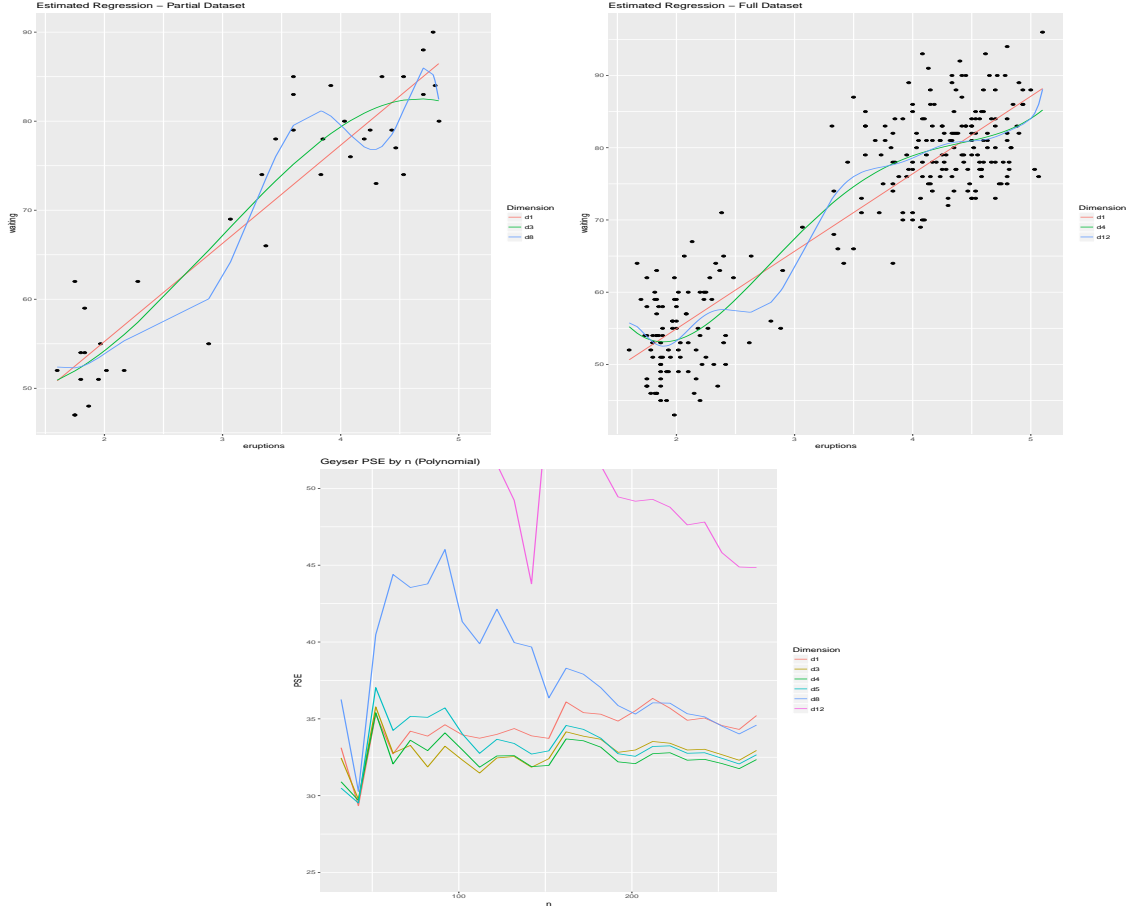 Estimated Regression – Partial Dataset
90
80
70
60
50
waiting
2
3
4
5
eruptions
Dimension
d1
d3
d8
Estimated Regression – Full Dataset
90
80
70
60
50
waiting
2
3
4
5
eruptions
Dimension
d1
d4
d12
Geyser PSE by n (Polynomial)
50
45
40
35
30
25
PSE
100
200
n
Dimension
d1
d3
d4
d5
d8
d12